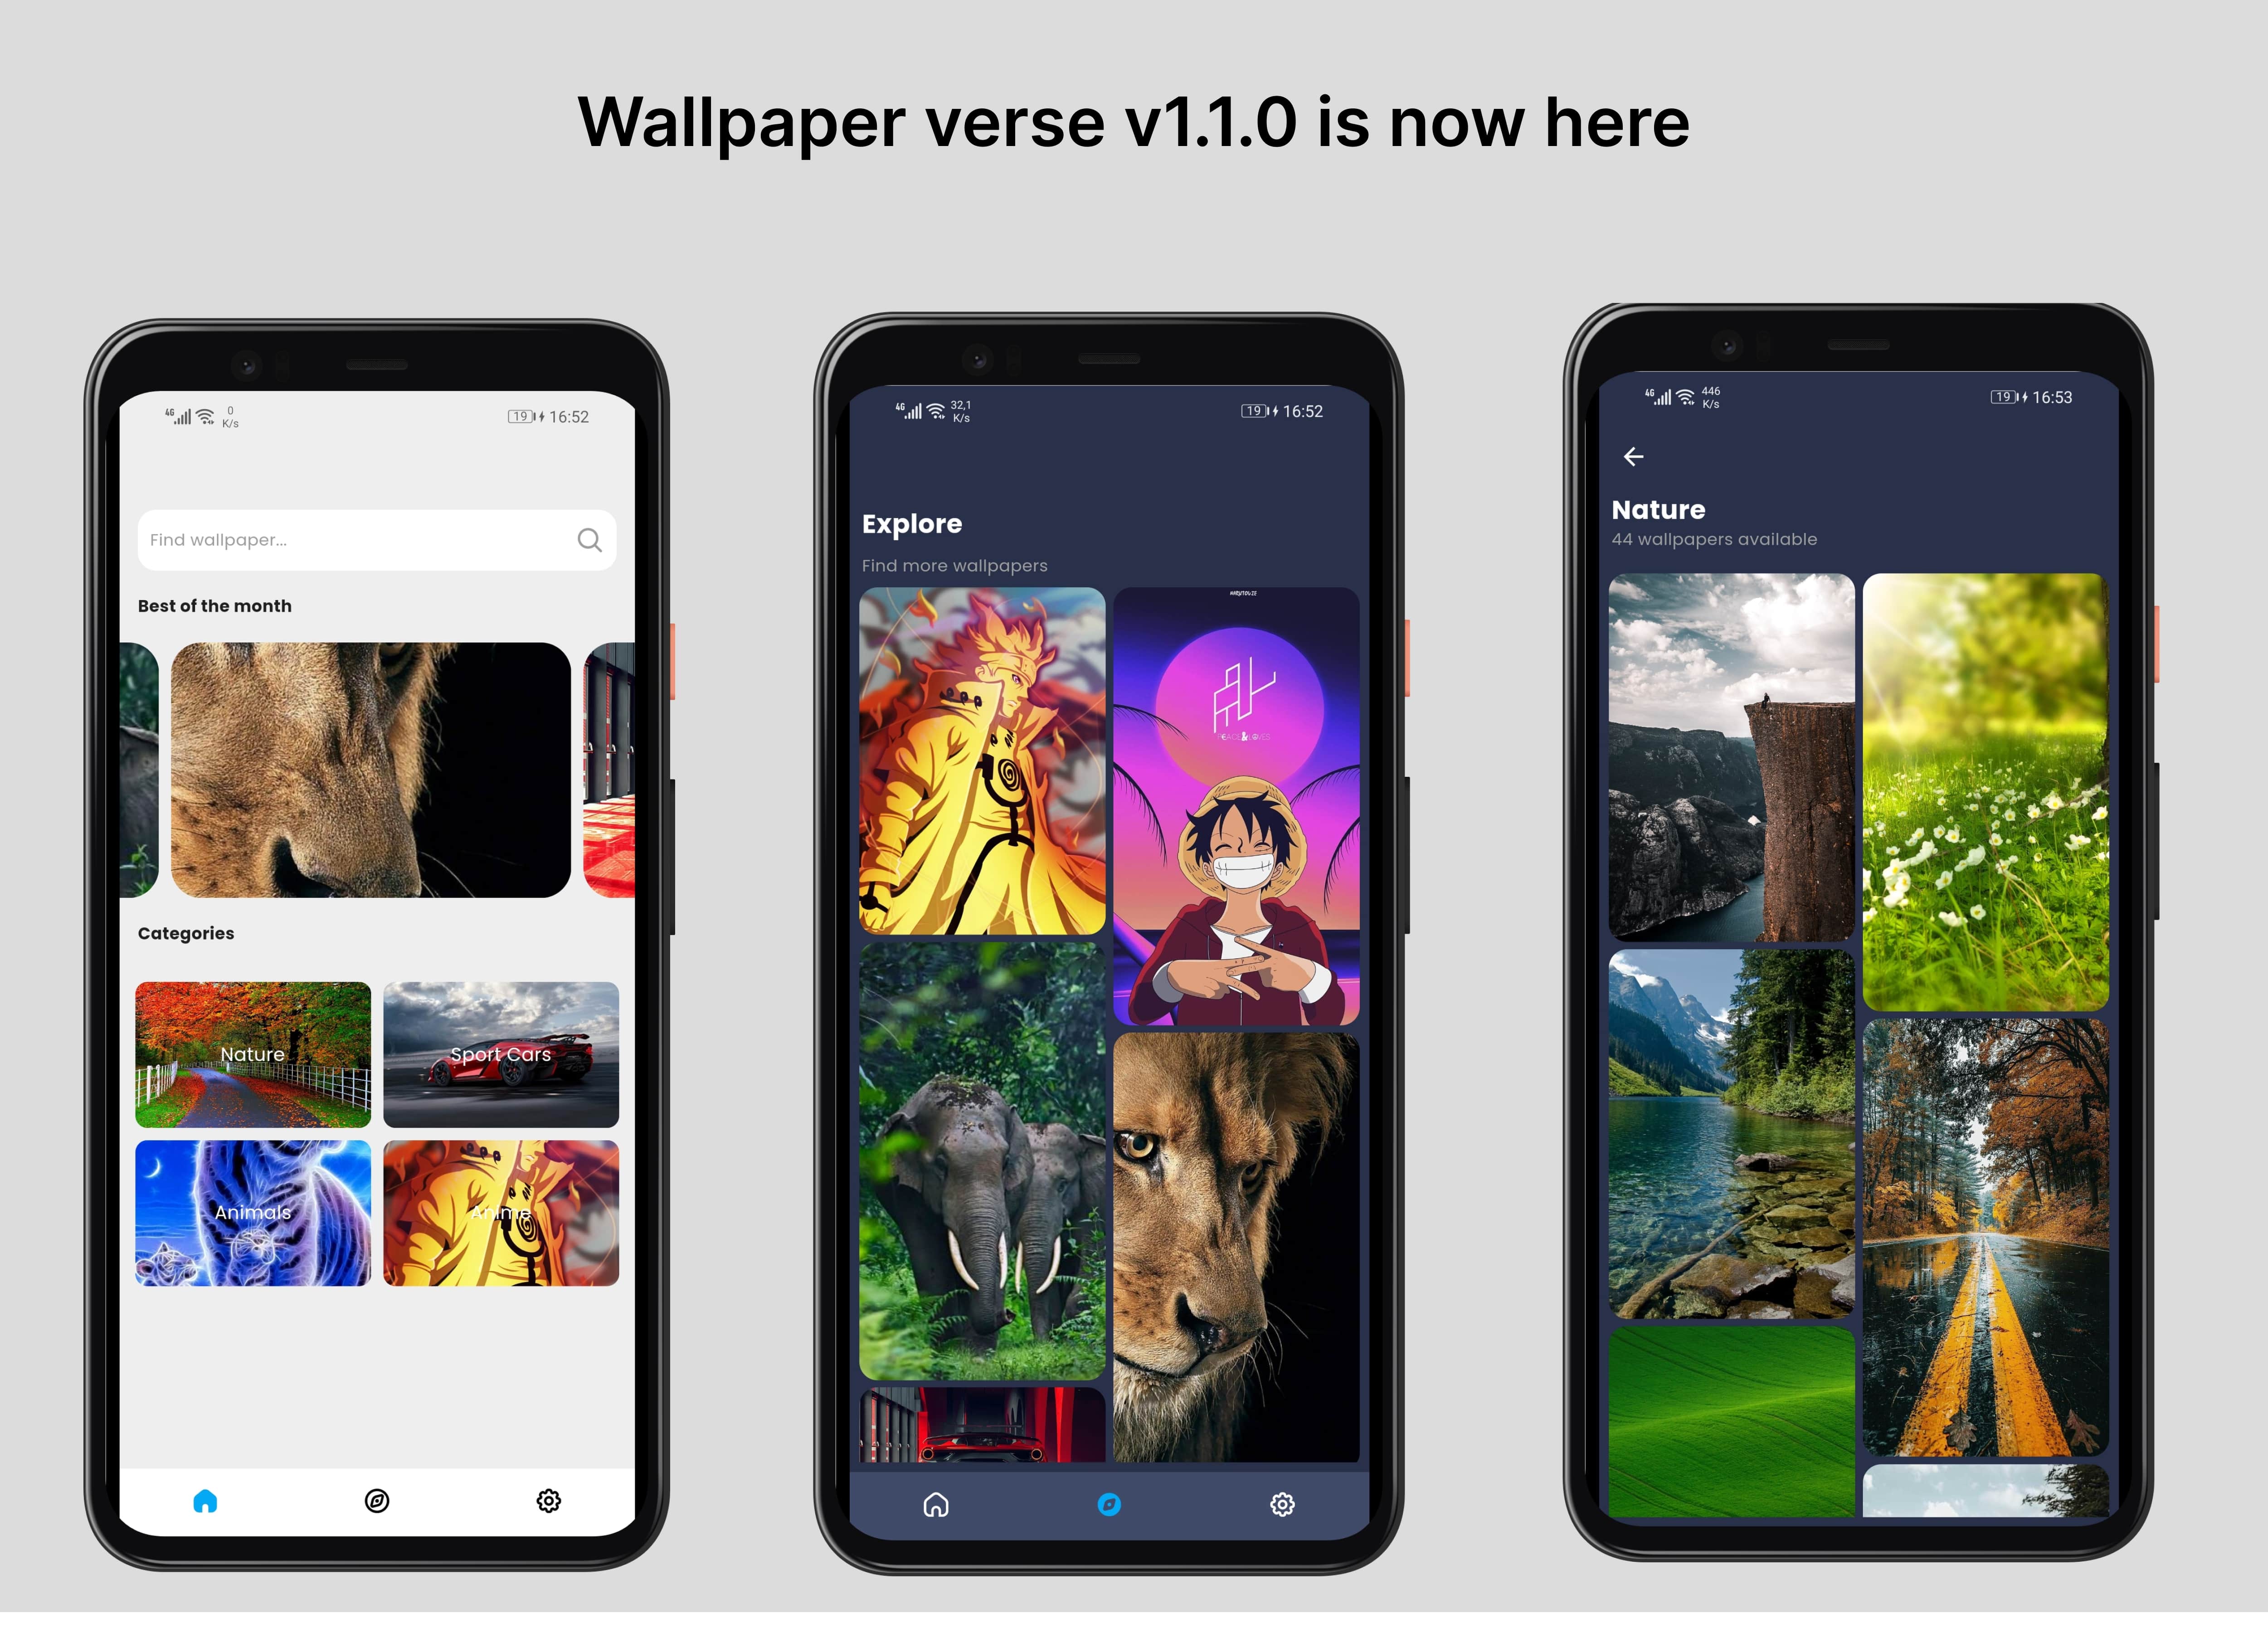 Wallpaper verse v1.1.0 is now here
4G 0 K/s 19 16:52
Find wallpaper...
Best of the month
Categories
Nature
Sport Cars
Animals
Anime
4G 32,1 K/s 19 16:52
Explore
Find more wallpapers
PEACE&LOVES
4G 446 K/s 19 16:53
Nature
44 wallpapers available